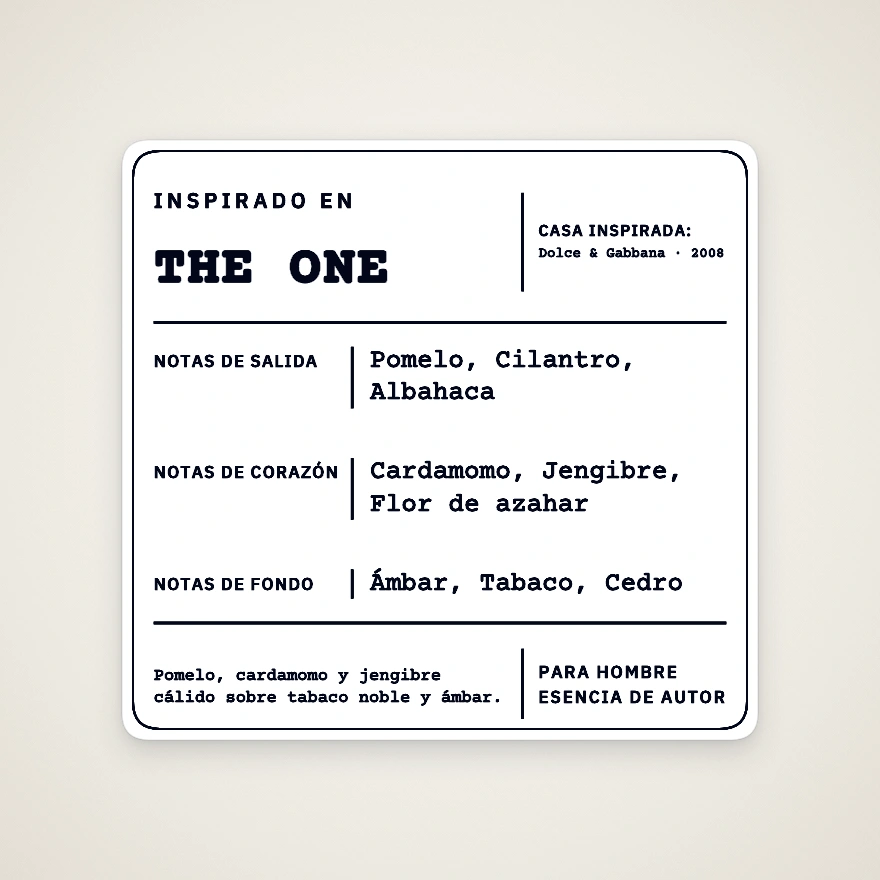 INSPIRADO EN
THE ONE
CASA INSPIRADA:
Dolce & Gabbana · 2008
NOTAS DE SALIDA
Pomelo, Cilantro,
Albahaca
NOTAS DE CORAZÓN
Cardamomo, Jengibre,
Flor de azahar
NOTAS DE FONDO
Ámbar, Tabaco, Cedro
Pomelo, cardamomo y jengibre
cálido sobre tabaco noble y ámbar.
PARA HOMBRE
ESENCIA DE AUTOR